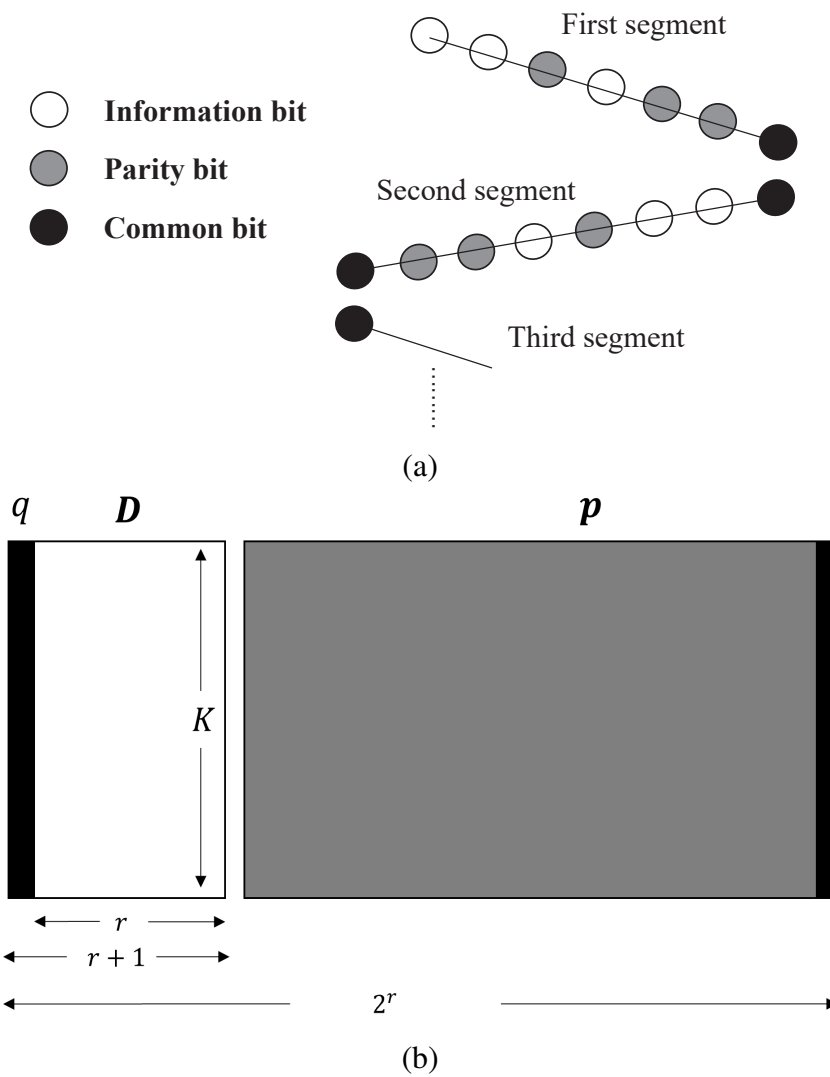 First segment
Information bit
Parity bit
Second segment
Common bit
Third segment
(a)
q D p
K
r
r + 1
2^r
(b)